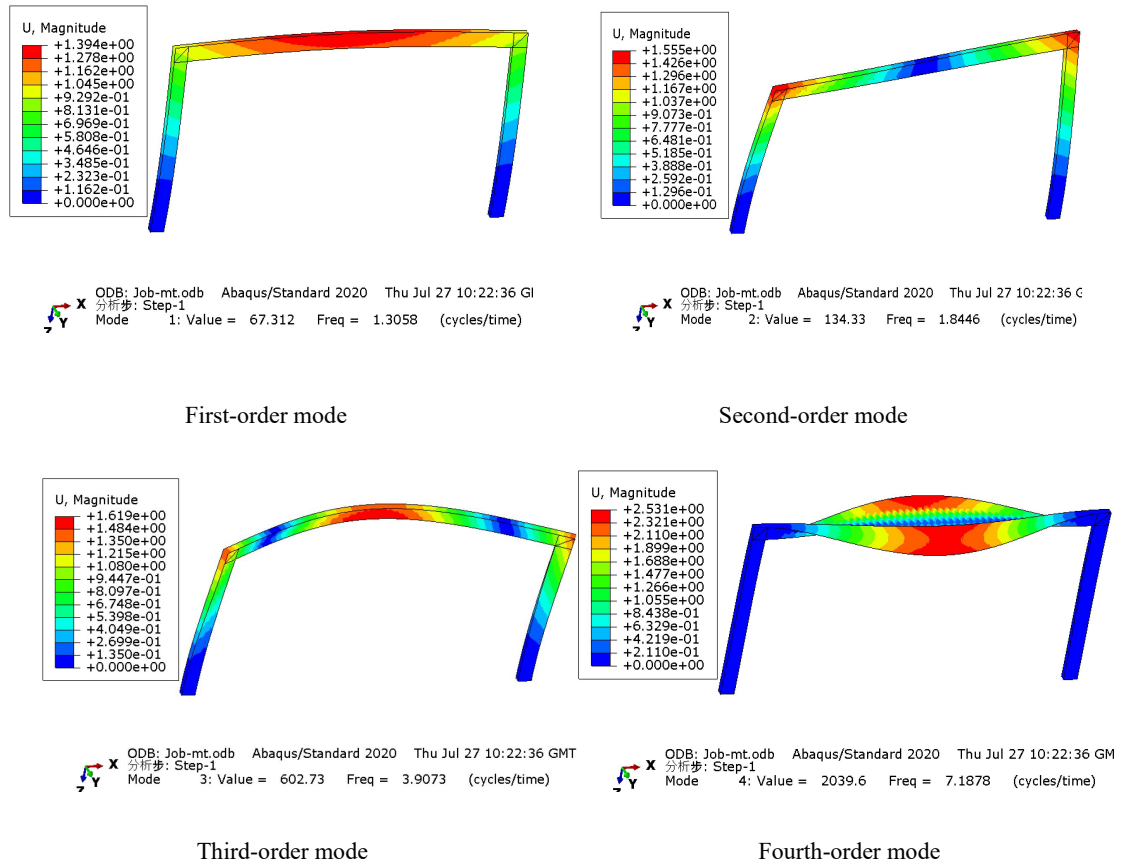 U, Magnitude
+1.394e+00
+1.278e+00
+1.162e+00
+1.045e+00
+9.292e-01
+8.131e-01
+6.969e-01
+5.808e-01
+4.646e-01
+3.485e-01
+2.323e-01
+1.162e-01
+0.000e+00
X
Y
Z
ODB: Job-mt.odb Abaqus/Standard 2020 Thu Jul 27 10:22:36 GI
分析步: Step-1
Mode 1: Value = 67.312 Freq = 1.3058 (cycles/time)
First-order mode
U, Magnitude
+1.555e+00
+1.426e+00
+1.296e+00
+1.167e+00
+1.037e+00
+9.073e-01
+7.777e-01
+6.481e-01
+5.185e-01
+3.888e-01
+2.592e-01
+1.296e-01
+0.000e+00
X
Y
Z
ODB: Job-mt.odb Abaqus/Standard 2020 Thu Jul 27 10:22:36 G
分析步: Step-1
Mode 2: Value = 134.33 Freq = 1.8446 (cycles/time)
Second-order mode
U, Magnitude
+1.619e+00
+1.484e+00
+1.350e+00
+1.215e+00
+1.080e+00
+9.447e-01
+8.097e-01
+6.748e-01
+5.398e-01
+4.049e-01
+2.699e-01
+1.350e-01
+0.000e+00
X
Y
Z
ODB: Job-mt.odb Abaqus/Standard 2020 Thu Jul 27 10:22:36 GMT
分析步: Step-1
Mode 3: Value = 602.73 Freq = 3.9073 (cycles/time)
Third-order mode
U, Magnitude
+2.531e+00
+2.321e+00
+2.110e+00
+1.899e+00
+1.688e+00
+1.477e+00
+1.266e+00
+1.055e+00
+8.438e-01
+6.329e-01
+4.219e-01
+2.110e-01
+0.000e+00
X
Y
Z
ODB: Job-mt.odb Abaqus/Standard 2020 Thu Jul 27 10:22:36 GM
分析步: Step-1
Mode 4: Value = 2039.6 Freq = 7.1878 (cycles/time)
Fourth-order mode